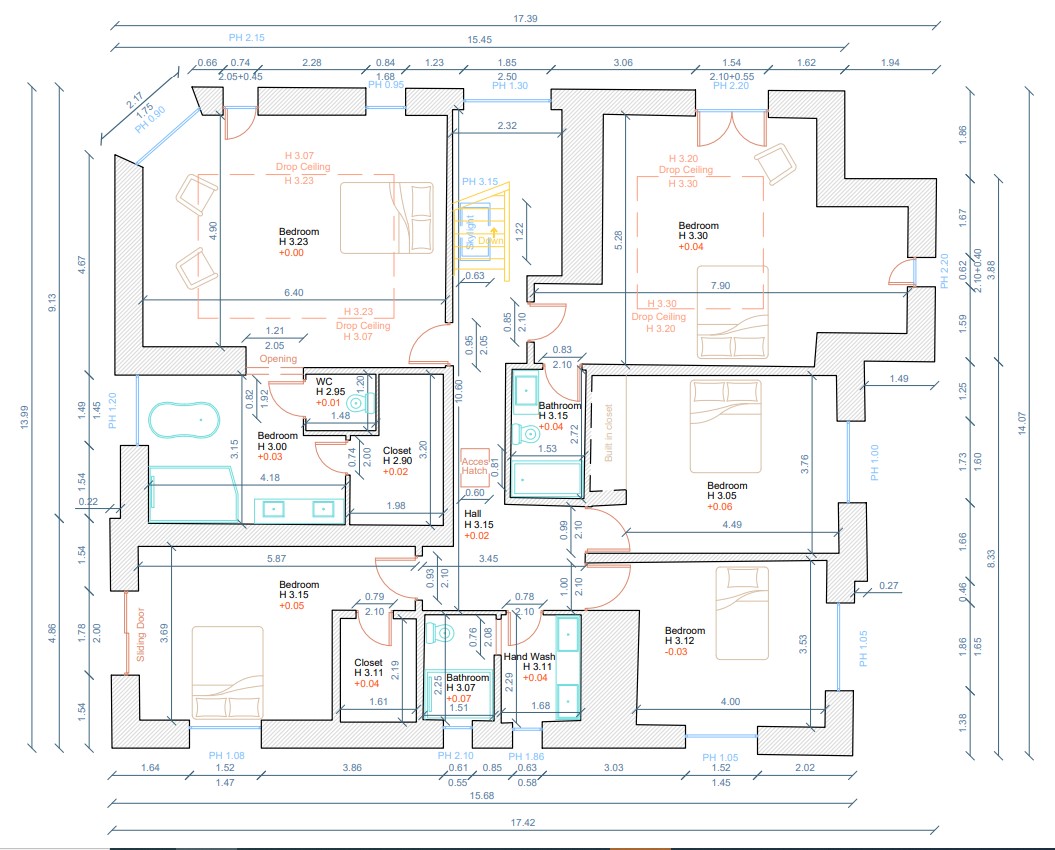 17.39
15.45
PH 2.15
0.66
0.74
2.28
0.84
1.23
1.85
3.06
1.54
1.62
1.94
2.05+0.45
1.68
2.50
2.10+0.55
PH 0.95
PH 1.30
PH 2.20
2.17
1.75
PH 0.90
2.32
H 3.07
Drop Ceiling
H 3.23
H 3.20
Drop Ceiling
H 3.30
PH 3.15
Skylight
Down
1.22
0.63
4.90
Bedroom
H 3.23
+0.00
6.40
H 3.23
Drop Ceiling
H 3.07
5.28
Bedroom
H 3.30
+0.04
7.90
H 3.30
Drop Ceiling
H 3.20
PH 2.20
1.86
1.67
0.62
2.10+0.40
3.88
1.59
1.49
14.07
13.99
9.13
4.67
1.21
2.05
Opening
0.95
2.05
0.85
2.10
0.83
2.10
10.60
PH 1.20
1.49
1.45
1.54
0.22
0.82
1.92
WC
H 2.95
+0.01
1.20
1.48
Bedroom
H 3.00
+0.03
3.15
4.18
0.74
2.00
Closet
H 2.90
+0.02
3.20
1.98
Acces
Hatch
0.81
0.60
Hall
H 3.15
+0.02
Bathroom
H 3.15
+0.04
2.72
1.53
Built in closet
3.76
Bedroom
H 3.05
+0.06
4.49
0.99
2.10
PH 1.00
1.25
1.73
1.60
1.66
8.33
0.46
0.27
1.54
5.87
3.45
0.93
2.10
1.00
2.10
Bedroom
H 3.15
+0.05
3.69
Sliding Door
4.86
1.78
2.00
1.54
0.79
2.10
0.78
2.10
Closet
H 3.11
+0.04
2.19
1.61
Bathroom
H 3.07
+0.07
2.25
1.51
0.76
2.08
Hand Wash
H 3.11
+0.04
2.29
1.68
Bedroom
H 3.12
-0.03
3.53
4.00
PH 1.05
1.86
1.65
1.38
PH 1.08
PH 2.10
PH 1.86
PH 1.05
1.64
1.52
3.86
0.61
0.85
0.63
3.03
1.52
2.02
1.47
0.55
0.58
1.45
15.68
17.42